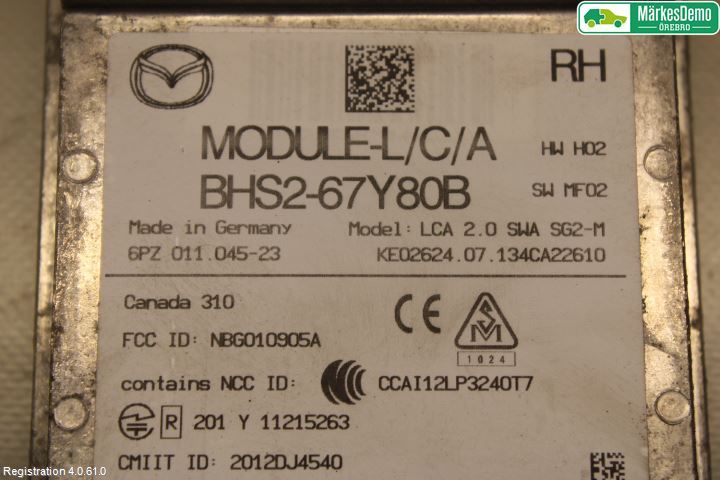 MärkesDemo
ÖREBRO
RH
MODULE-L/C/A
HW H02
BHS2-67Y80B
SW MF02
Made in Germany
Model: LCA 2.0 SWA SG2-M
6PZ 011.045-23
KE02624.07.134CA22610
Canada 310
CE
SM
1024
FCC ID: NBG010905A
contains NCC ID:
CCAI12LP3240T7
R 201 Y 11215263
CMIIT ID: 2012DJ4540
Registration 4.0.61.0